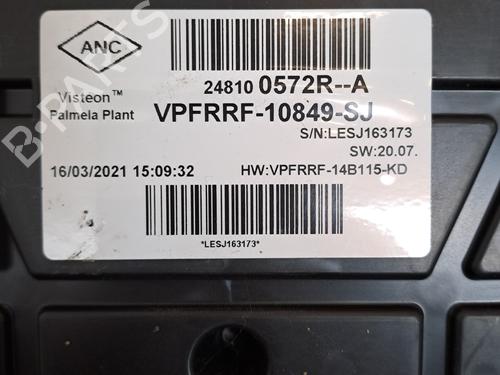 ANC
Visteon™
Palmela Plant
24810 0572R--A
VPFRRF-10849-SJ
S/N:LESJ163173
SW:20.07.
16/03/2021 15:09:32
HW:VPFRRF-14B115-KD
*LESJ163173*
B-PARTS